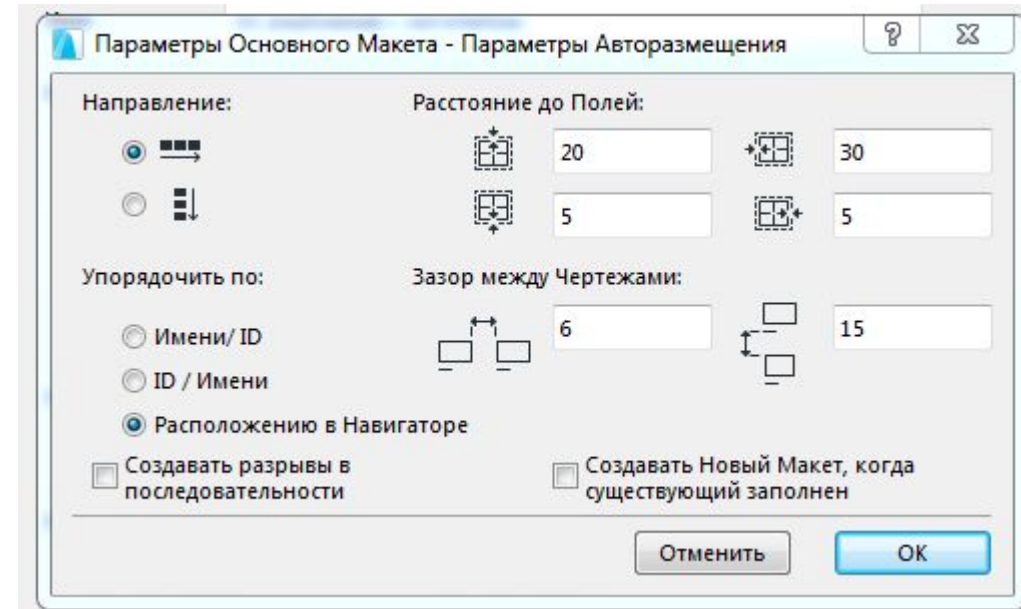 Параметры Основного Макета - Параметры Авторазмещения
Направление:
Расстояние до Полей:
20
30
5
5
Упорядочить по:
Зазор между Чертежами:
Имени/ ID
6
15
ID / Имени
Расположению в Навигаторе
Создавать разрывы в
последовательности
Создавать Новый Макет, когда
существующий заполнен
Отменить
OK